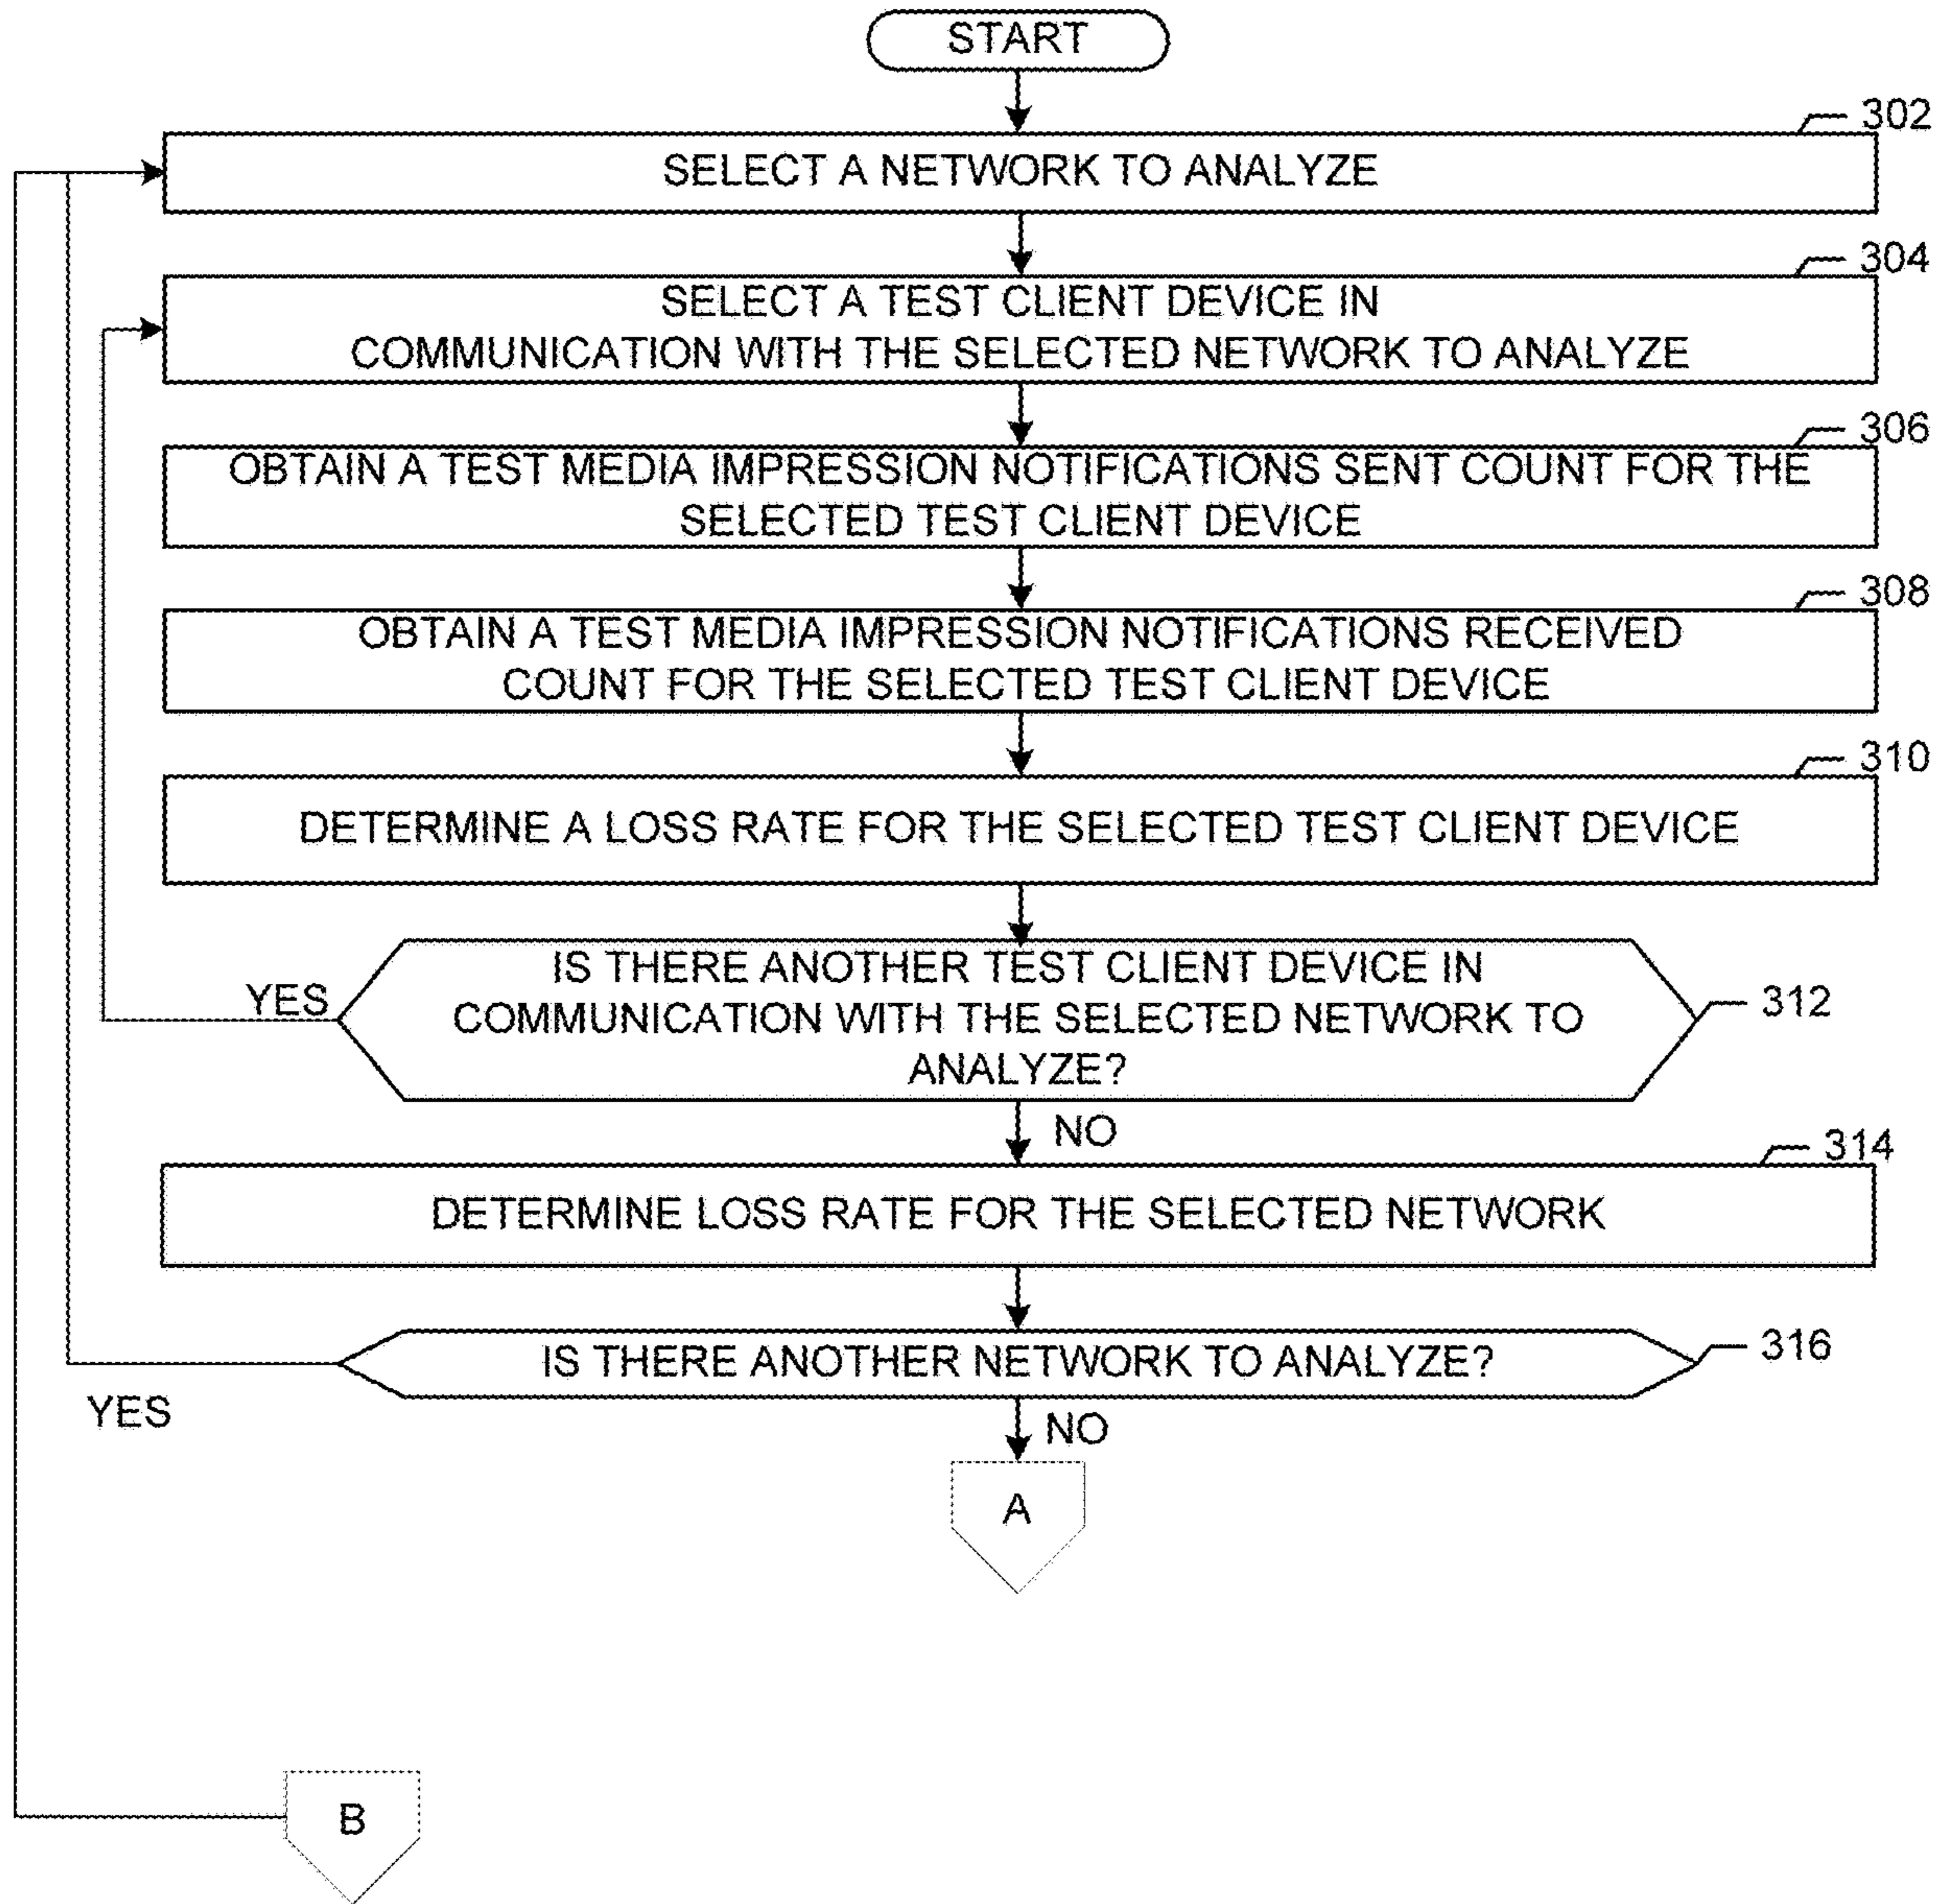 START
302
SELECT A NETWORK TO ANALYZE
304
SELECT A TEST CLIENT DEVICE IN
COMMUNICATION WITH THE SELECTED NETWORK TO ANALYZE
306
OBTAIN A TEST MEDIA IMPRESSION NOTIFICATIONS SENT COUNT FOR THE
SELECTED TEST CLIENT DEVICE
308
OBTAIN A TEST MEDIA IMPRESSION NOTIFICATIONS RECEIVED
COUNT FOR THE SELECTED TEST CLIENT DEVICE
310
DETERMINE A LOSS RATE FOR THE SELECTED TEST CLIENT DEVICE
IS THERE ANOTHER TEST CLIENT DEVICE IN
COMMUNICATION WITH THE SELECTED NETWORK TO
ANALYZE?
YES
312
NO
314
DETERMINE LOSS RATE FOR THE SELECTED NETWORK
IS THERE ANOTHER NETWORK TO ANALYZE?
316
YES
NO
A
B